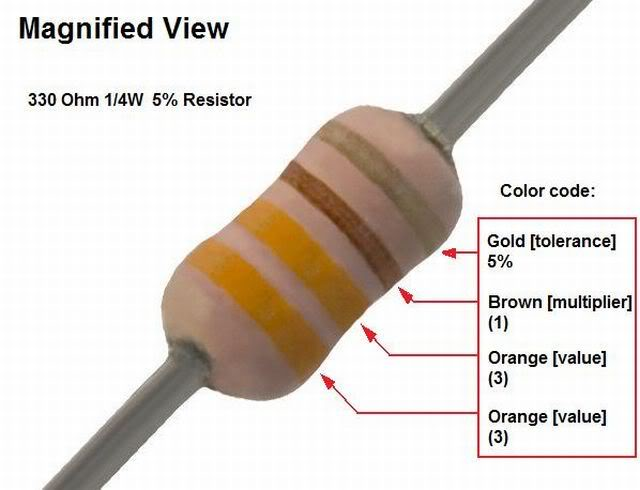 Magnified View
330 Ohm 1/4W 5% Resistor
Color code:
Gold [tolerance]
5%
Brown [multiplier]
(1)
Orange [value]
(3)
Orange [value]
(3)